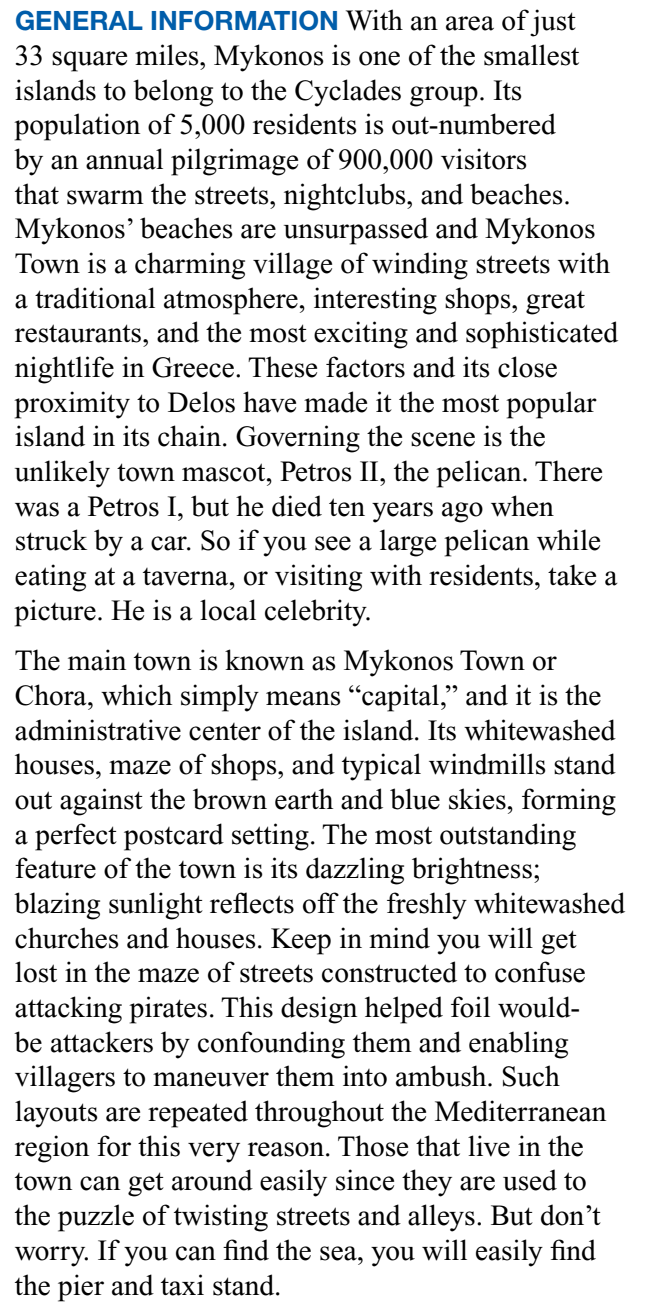 GENERAL INFORMATION With an area of just
33 square miles, Mykonos is one of the smallest
islands to belong to the Cyclades group. Its
population of 5,000 residents is out-numbered
by an annual pilgrimage of 900,000 visitors
that swarm the streets, nightclubs, and beaches.
Mykonos’ beaches are unsurpassed and Mykonos
Town is a charming village of winding streets with
a traditional atmosphere, interesting shops, great
restaurants, and the most exciting and sophisticated
nightlife in Greece. These factors and its close
proximity to Delos have made it the most popular
island in its chain. Governing the scene is the
unlikely town mascot, Petros II, the pelican. There
was a Petros I, but he died ten years ago when
struck by a car. So if you see a large pelican while
eating at a taverna, or visiting with residents, take a
picture. He is a local celebrity.
The main town is known as Mykonos Town or
Chora, which simply means “capital,” and it is the
administrative center of the island. Its whitewashed
houses, maze of shops, and typical windmills stand
out against the brown earth and blue skies, forming
a perfect postcard setting. The most outstanding
feature of the town is its dazzling brightness;
blazing sunlight reflects off the freshly whitewashed
churches and houses. Keep in mind you will get
lost in the maze of streets constructed to confuse
attacking pirates. This design helped foil would-
be attackers by confounding them and enabling
villagers to maneuver them into ambush. Such
layouts are repeated throughout the Mediterranean
region for this very reason. Those that live in the
town can get around easily since they are used to
the puzzle of twisting streets and alleys. But don’t
worry. If you can find the sea, you will easily find
the pier and taxi stand.